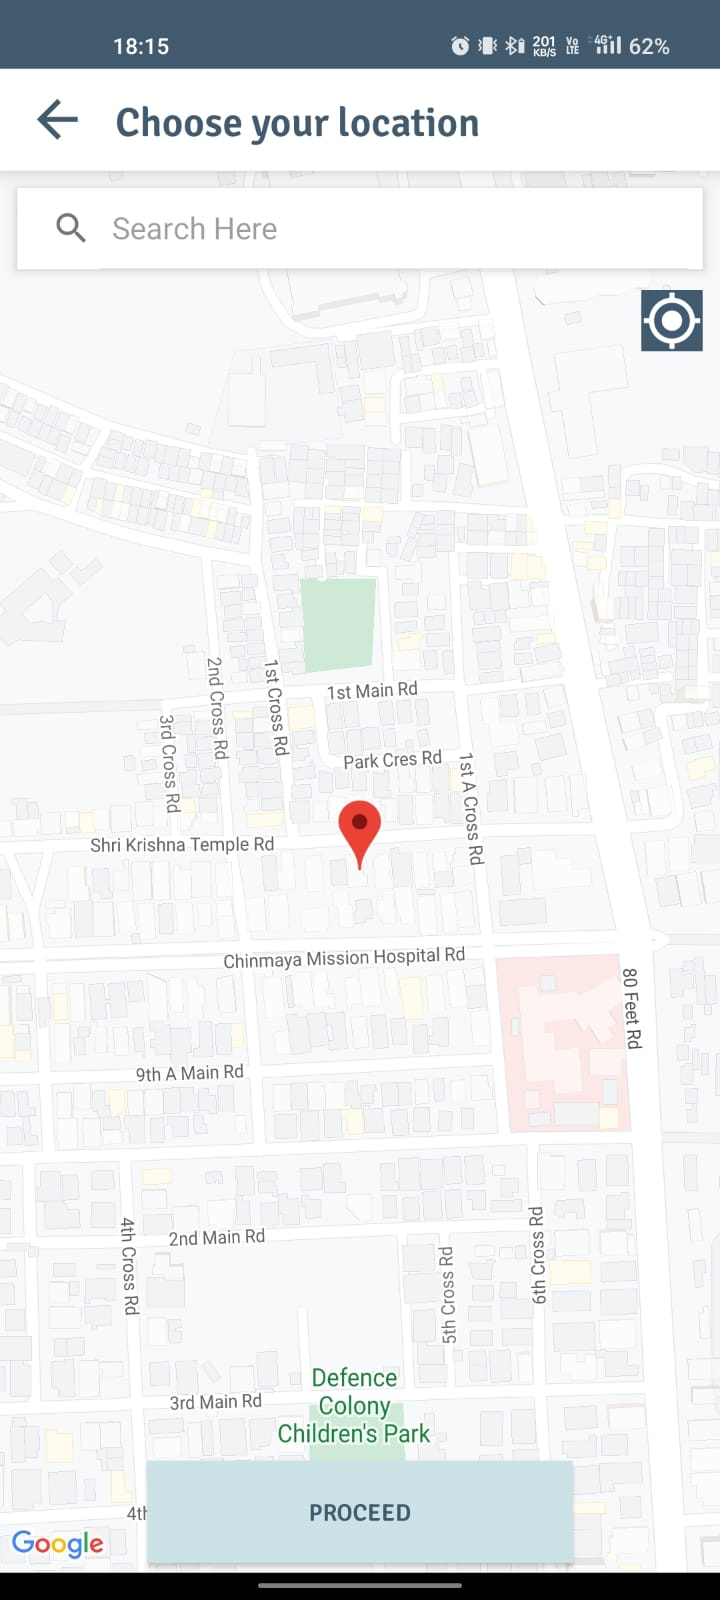 18:15
201
KB/S
Vo
LTE
4G+
62%
Choose your location
Search Here
1st Main Rd
2nd Cross Rd
1st Cross Rd
3rd Cross Rd
Park Cres Rd
1st A Cross Rd
Shri Krishna Temple Rd
Chinmaya Mission Hospital Rd
80 Feet Rd
9th A Main Rd
4th Cross Rd
2nd Main Rd
6th Cross Rd
5th Cross Rd
Defence
Colony
Children's Park
3rd Main Rd
4th
PROCEED
Google